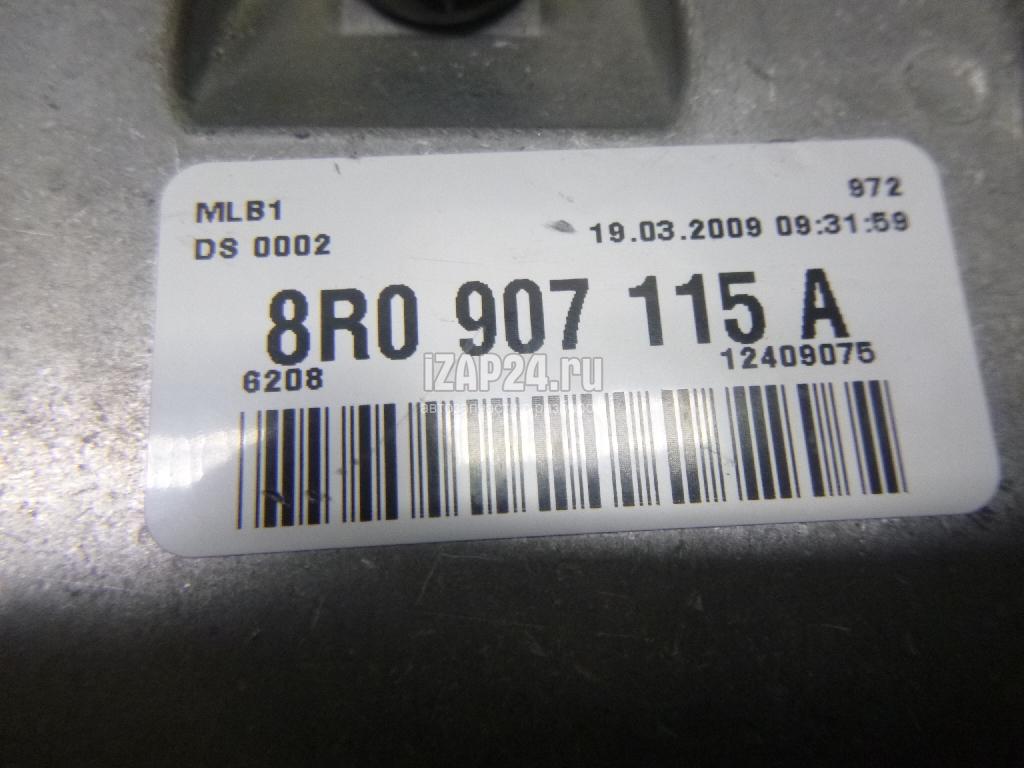 MLB1
972
DS 0002
19.03.2009 09:31:59
8R0 907 115 A
6208
12409075
iZAP24.ru